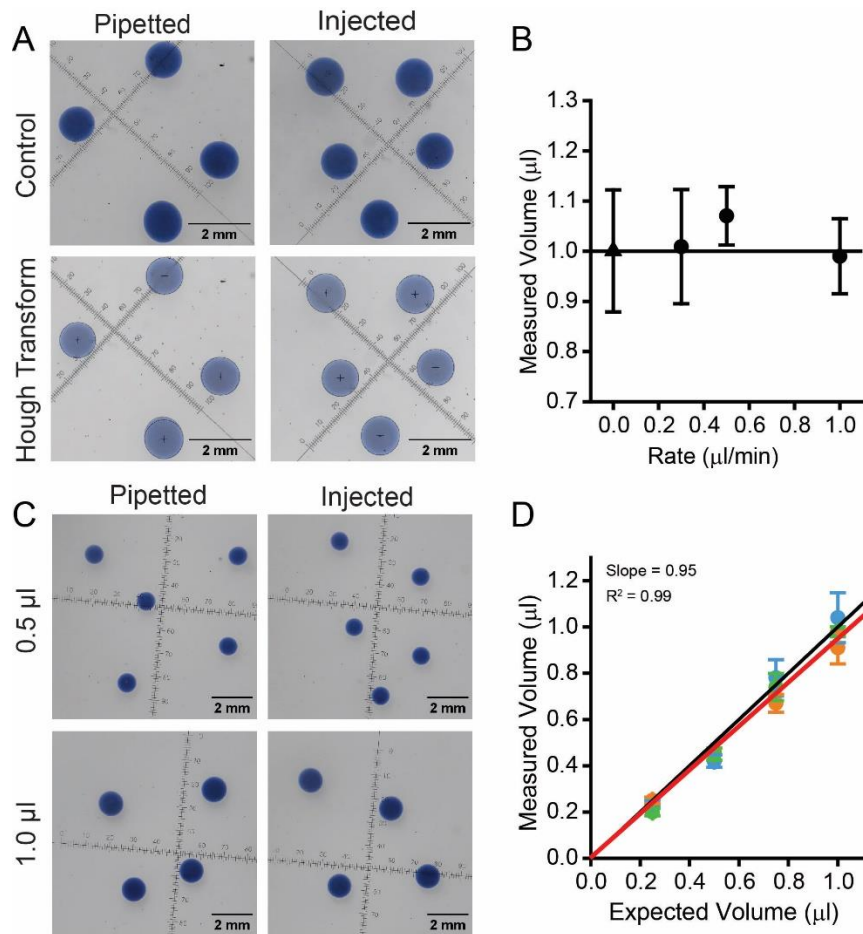 A
Pipetted
Injected
Control
2 mm
2 mm
Hough Transform
2 mm
2 mm
B
1.3
1.2
1.1
1.0
0.9
0.8
0.7
Measured Volume (µl)
0.0 0.2 0.4 0.6 0.8 1.0
Rate (µl/min)
C
Pipetted
Injected
0.5 µl
2 mm
2 mm
1.0 µl
2 mm
2 mm
D
Slope = 0.95
R² = 0.99
1.2
1.0
0.8
0.6
0.4
0.2
0.0
Measured Volume (µl)
0.0 0.2 0.4 0.6 0.8 1.0
Expected Volume (µl)